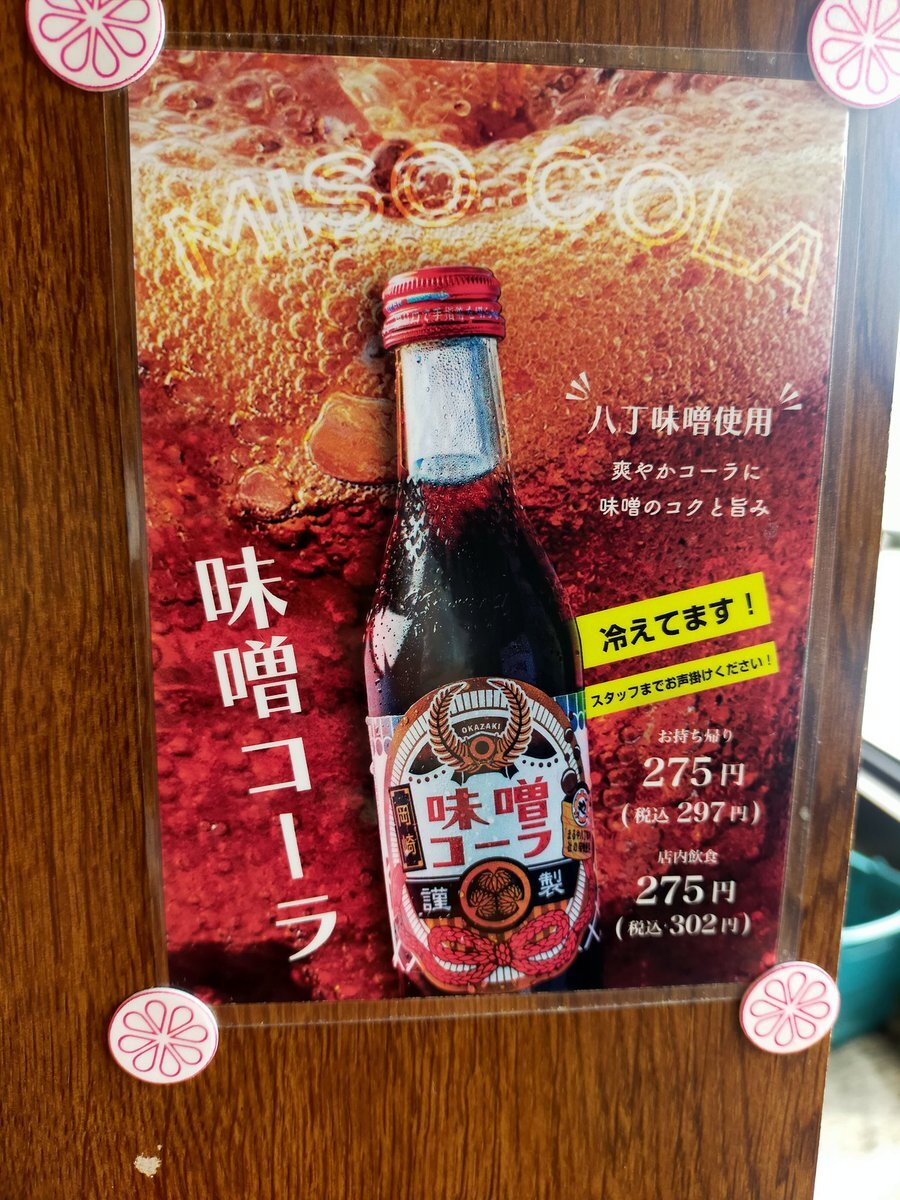 MISO COLA
八丁味噌使用
爽やかコーラに
味噌のコクと旨み
味噌コーラ
冷えてます！
スタッフまでお声掛けください！
お持ち帰り
275円
(税込 297円)
店内飲食
275円
(税込 302円)
OKAZAKI
岡崎
味噌
コーラ
謹製